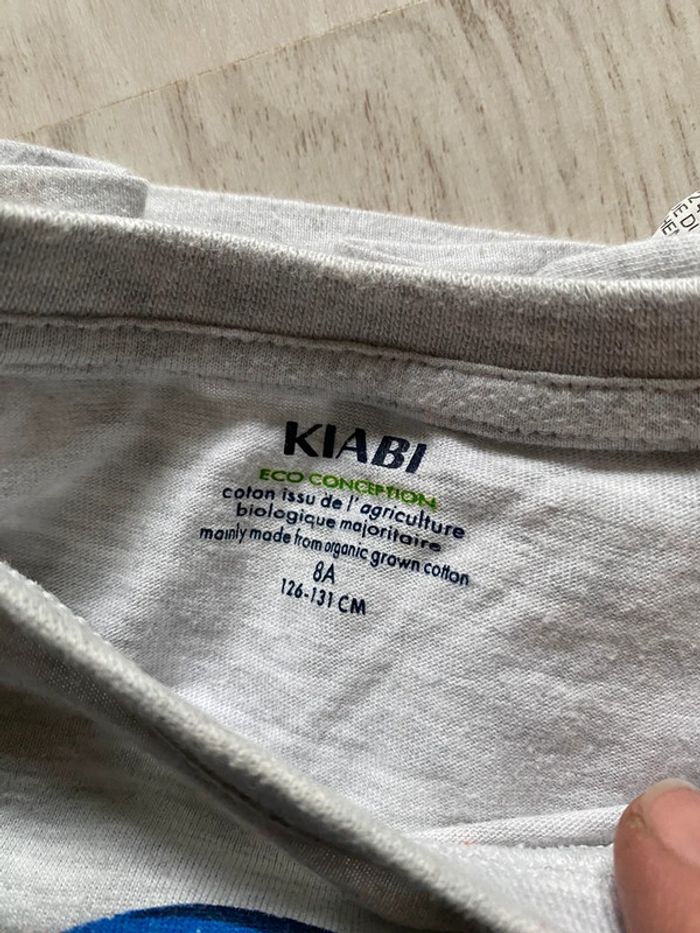 KIABI
ECO CONCEPTION
coton issu de l'agriculture
biologique majoritaire
mainly made from organic grown cotton
8A
126-131 CM